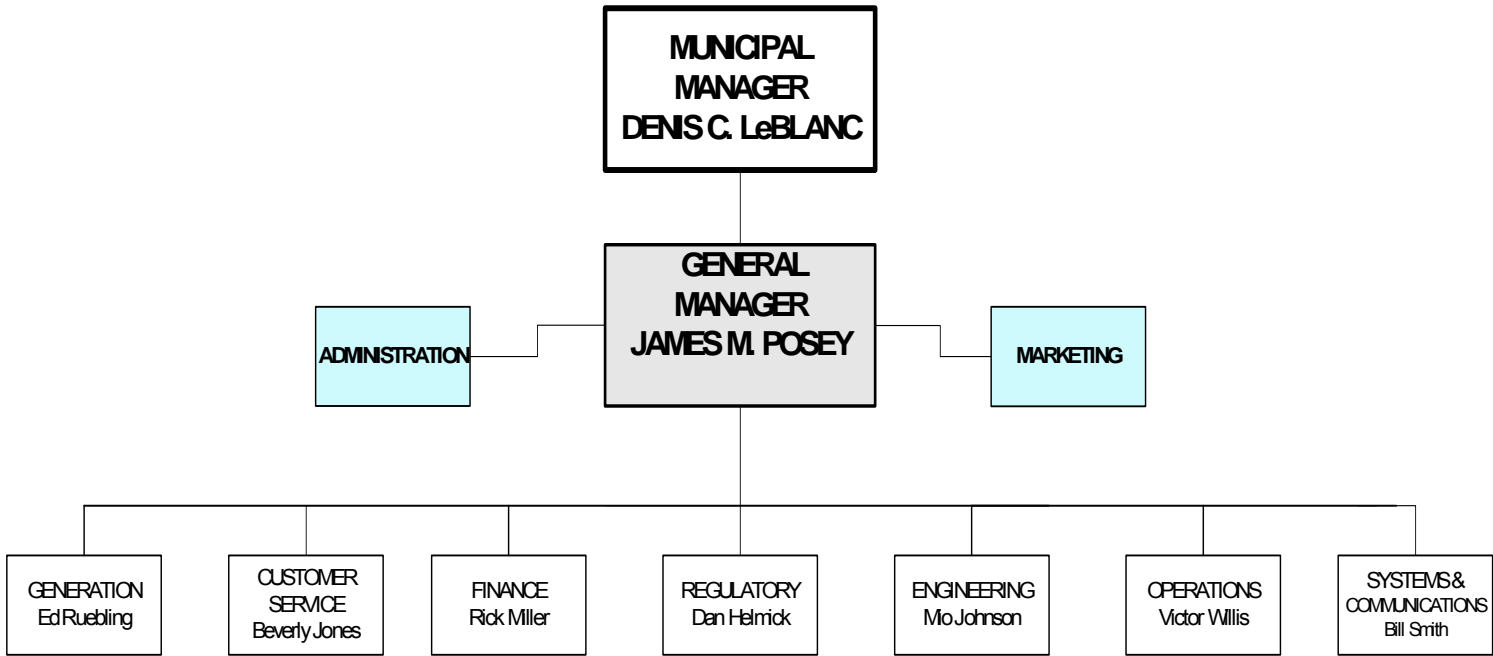 MUNICIPAL
MANAGER
DENIS C. LeBLANC
GENERAL
MANAGER
JAMES M. POSEY
ADMINISTRATION
MARKETING
GENERATION
Ed Ruebling
CUSTOMER
SERVICE
Beverly Jones
FINANCE
Rick Miller
REGULATORY
Dan Helmick
ENGINEERING
Mio Johnson
OPERATIONS
Victor Willis
SYSTEMS &
COMMUNICATIONS
Bill Smith